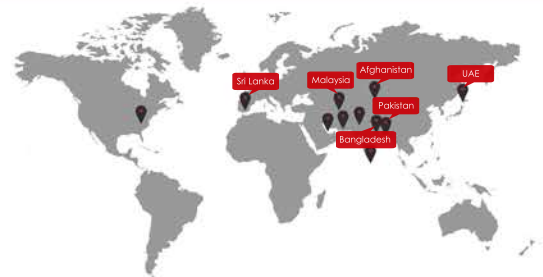 Afghanistan
Sri Lanka
Malaysia
UAE
Pakistan
Bangladesh